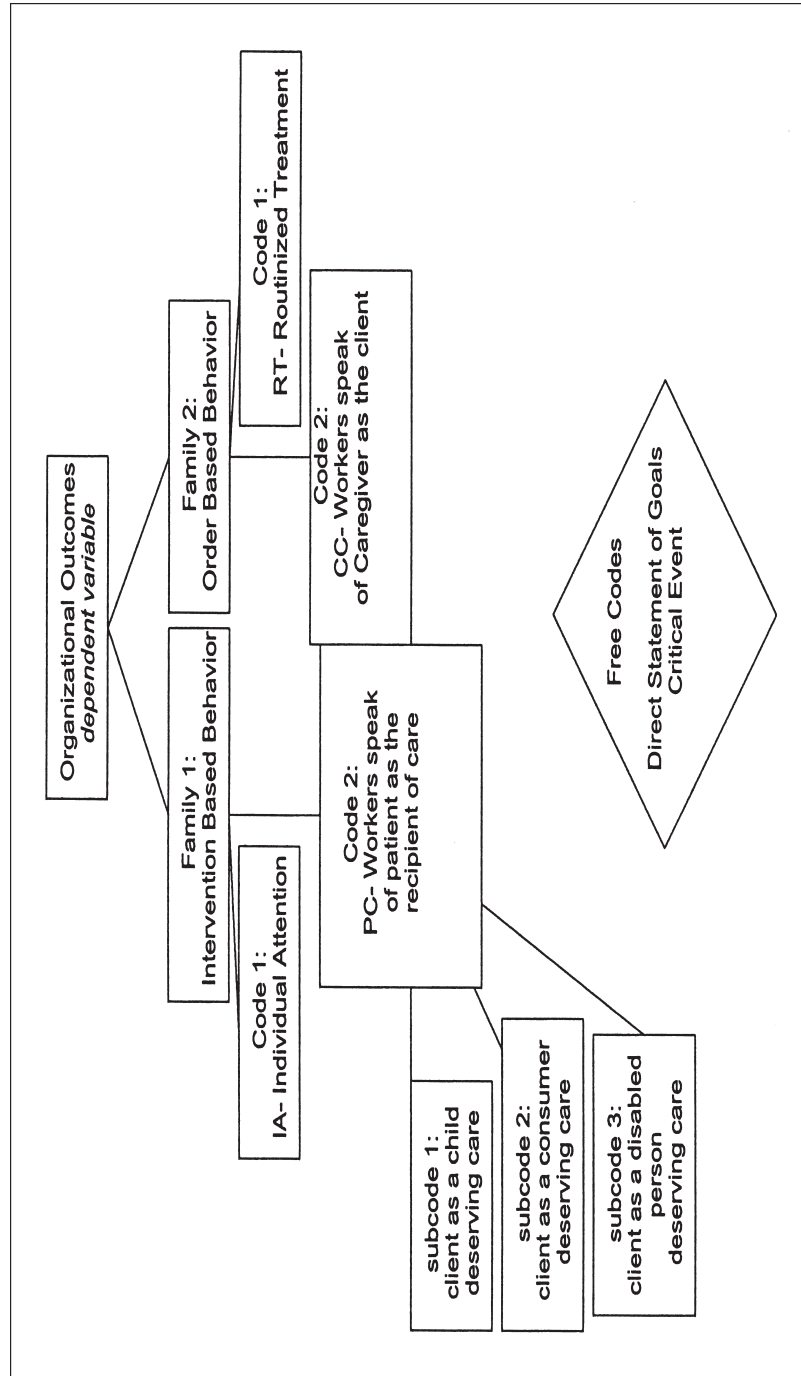 Organizational Outcomes
dependent variable
Family 1:
Intervention Based Behavior
Family 2:
Order Based Behavior
Code 1:
IA- Individual Attention
Code 1:
RT- Routinized Treatment
Code 2:
PC- Workers speak
of patient as the
recipient of care
Code 2:
CC- Workers speak
of Caregiver as the client
subcode 1:
client as a child
deserving care
subcode 2:
client as a consumer
deserving care
subcode 3:
client as a disabled
person
deserving care
Free Codes
Direct Statement of Goals
Critical Event